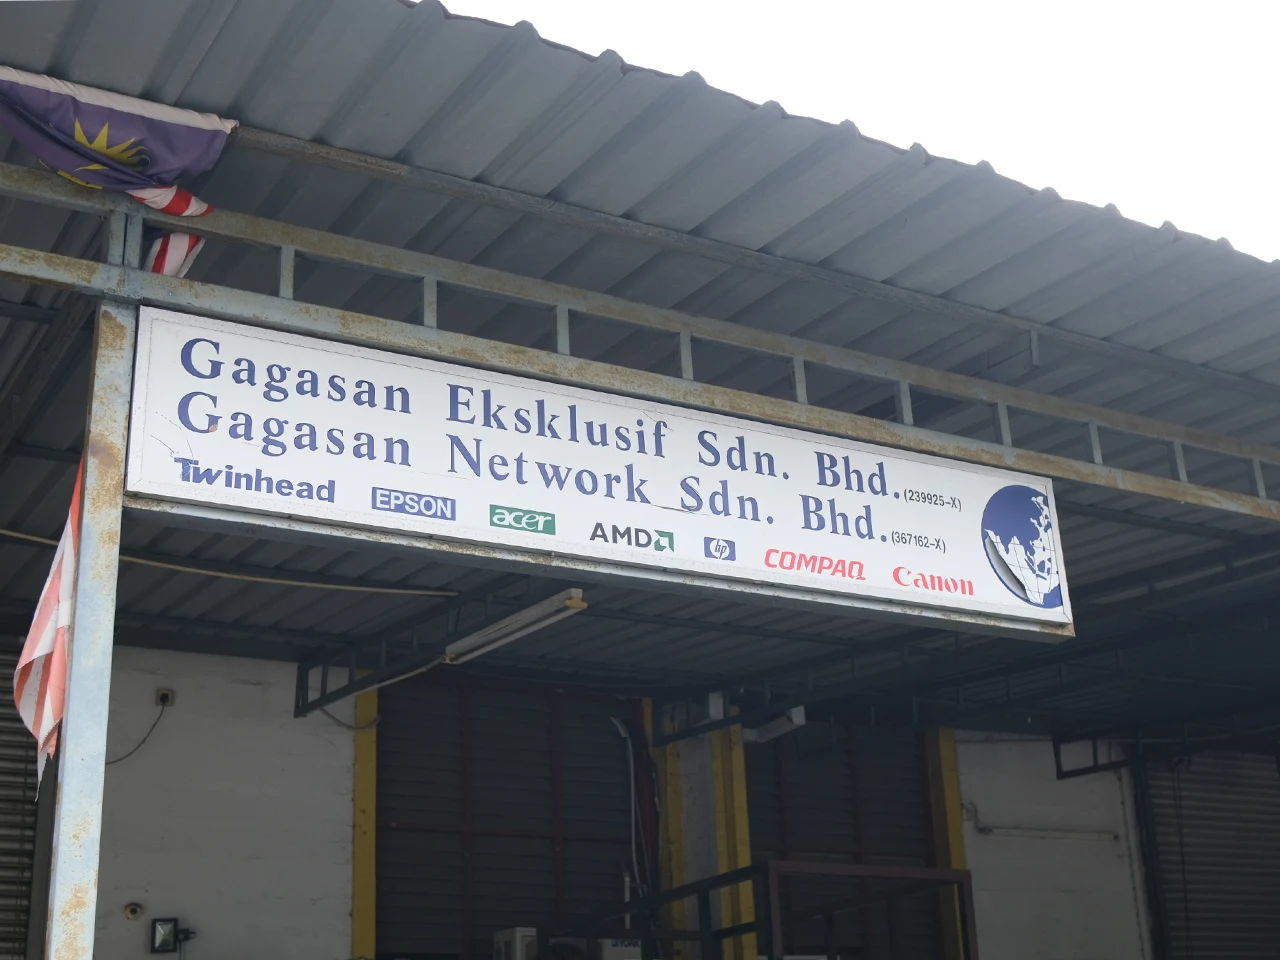 Gagasan Eksklusif Sdn. Bhd. (239925-X)
Gagasan Network Sdn. Bhd. (367162-X)
Twinhead EPSON acer AMD hp COMPAQ Canon